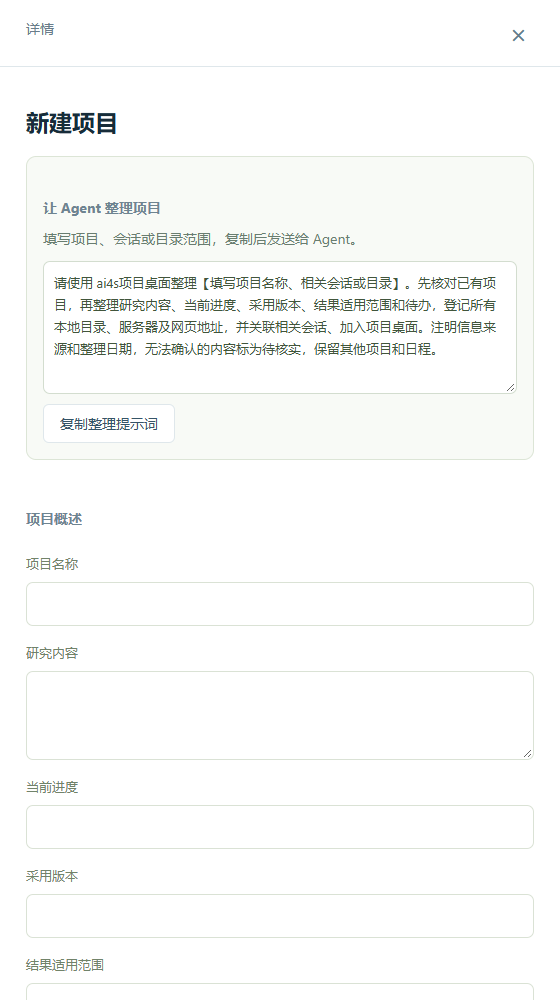 详情
新建项目
让 Agent 整理项目
填写项目、会话或目录范围，复制后发送给 Agent。
请使用 ai4s项目桌面整理【填写项目名称、相关会话或目录】。先核对已有项
目，再整理研究内容、当前进度、采用版本、结果适用范围和待办，登记所有
本地目录、服务器及网页地址，并关联相关会话、加入项目桌面。注明信息来
源和整理日期，无法确认的内容标为待核实，保留其他项目和日程。
复制整理提示词
项目概述
项目名称
研究内容
当前进度
采用版本
结果适用范围